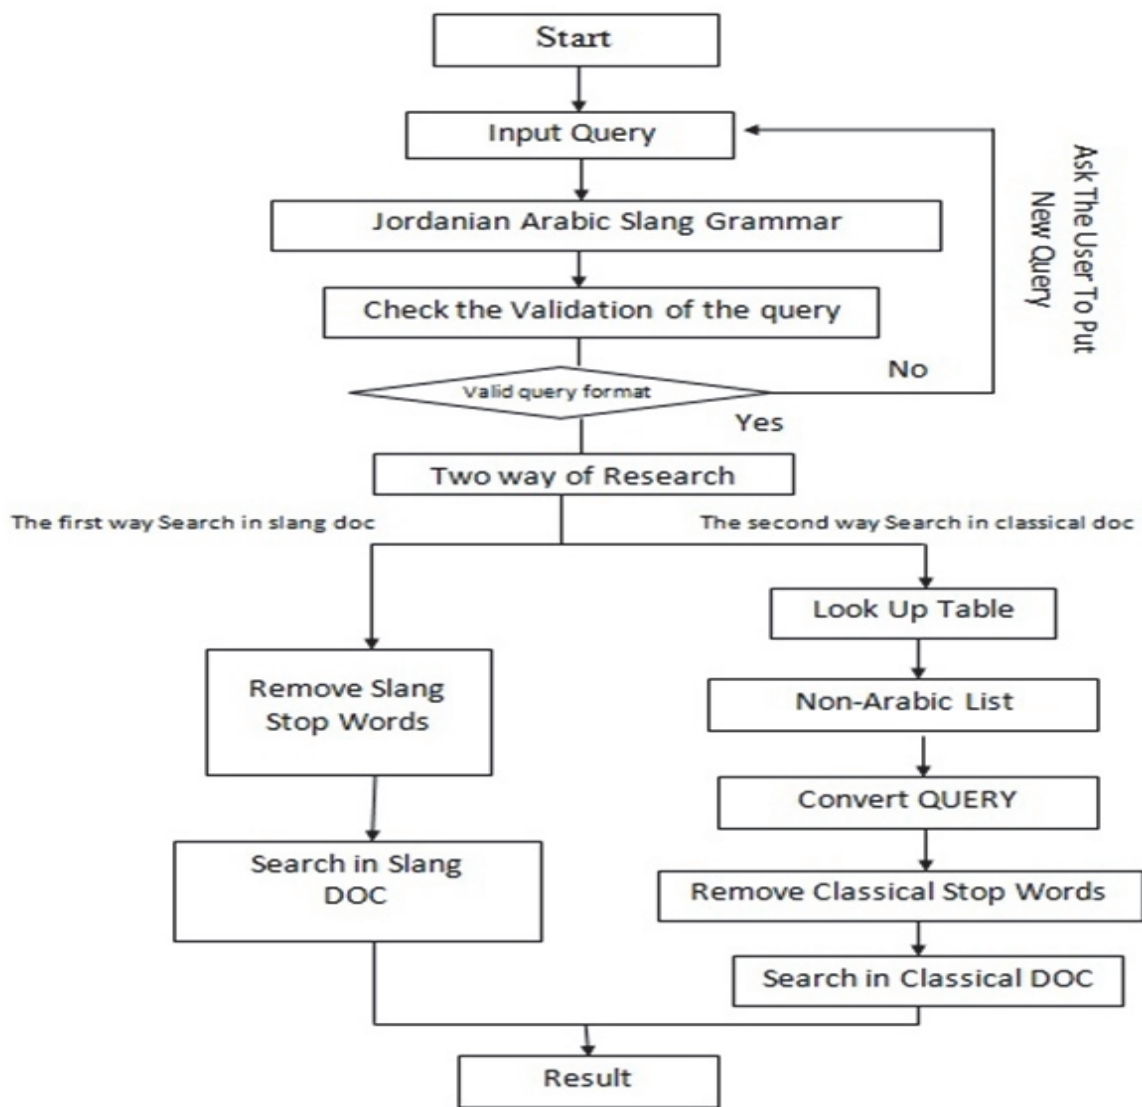 Start
Input Query
Ask The User To Put
New Query
Jordanian Arabic Slang Grammar
Check the Validation of the query
Valid query format
No
Yes
Two way of Research
The first way Search in slang doc
The second way Search in classical doc
Look Up Table
Remove Slang
Stop Words
Non-Arabic List
Convert QUERY
Search in Slang
DOC
Remove Classical Stop Words
Search in Classical DOC
Result